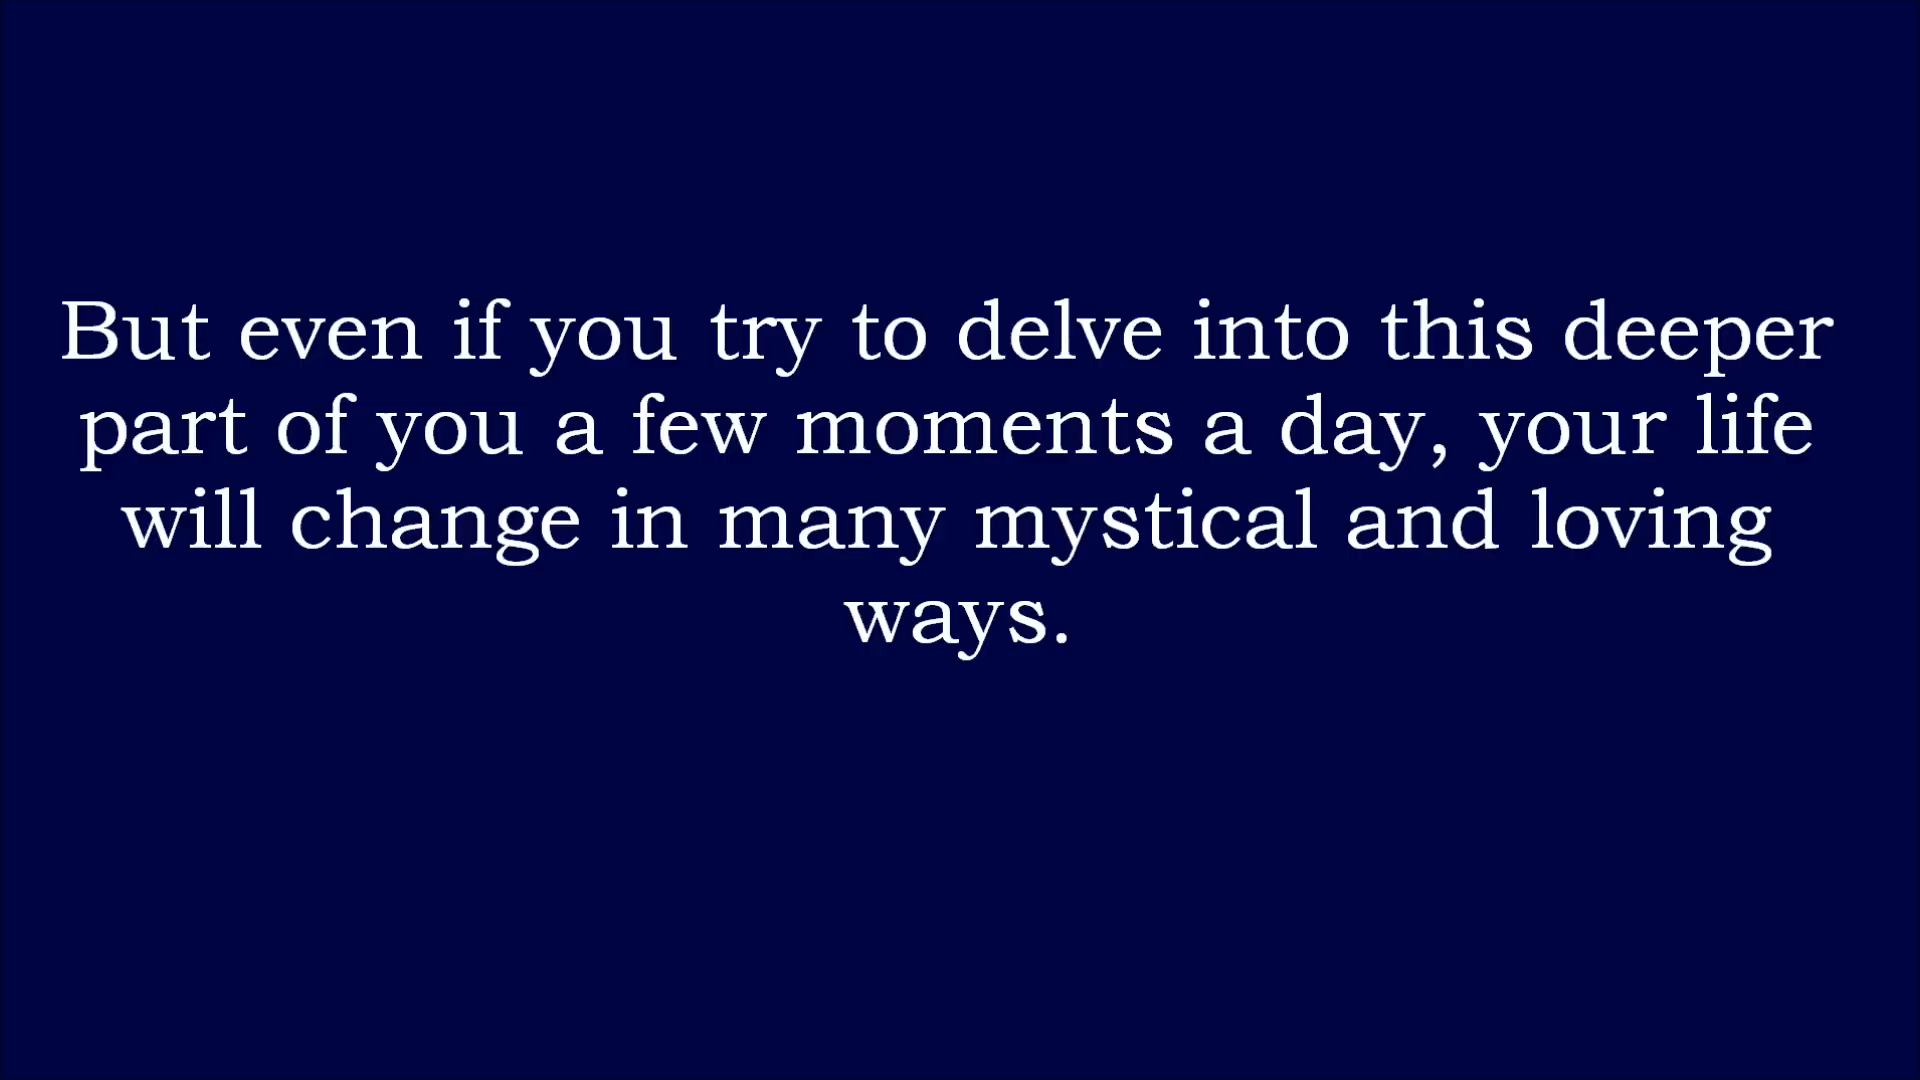 But even if you try to delve into this deeper
part of you a few moments a day, your life
will change in many mystical and loving
ways.